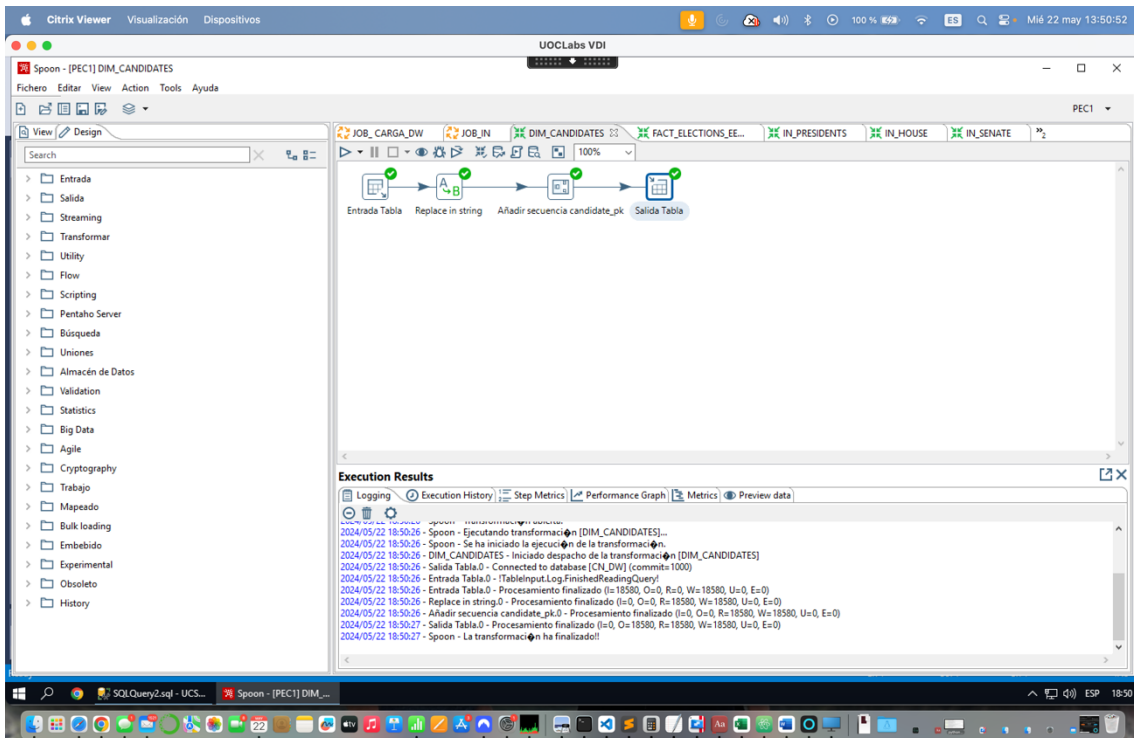 Citrix Viewer Visualización Dispositivos 100 % ES Mié 22 may 13:50:52
UOCLabs VDI
Spoon - [PEC1] DIM_CANDIDATES
Fichero Editar View Action Tools Ayuda
PEC1
View Design
Search
Entrada
Salida
Streaming
Transformar
Utility
Flow
Scripting
Pentaho Server
Búsqueda
Uniones
Almacén de Datos
Validation
Statistics
Big Data
Agile
Cryptography
Trabajo
Mapeado
Bulk loading
Embebido
Experimental
Obsoleto
History
JOB_CARGA_DW JOB_IN DIM_CANDIDATES FACT_ELECTIONS_EE... IN_PRESIDENTS IN_HOUSE IN_SENATE »2
100%
Entrada Tabla Replace in string Añadir secuencia candidate_pk Salida Tabla
Execution Results
Logging Execution History Step Metrics Performance Graph Metrics Preview data
2024/05/22 18:50:26 - Spoon - Transformaci�n abierta.
2024/05/22 18:50:26 - Spoon - Ejecutando transformaci�n [DIM_CANDIDATES]...
2024/05/22 18:50:26 - Spoon - Se ha iniciado la ejecuci�n de la transformaci�n.
2024/05/22 18:50:26 - DIM_CANDIDATES - Iniciado despacho de la transformaci�n [DIM_CANDIDATES]
2024/05/22 18:50:26 - Salida Tabla.0 - Connected to database [CN_DW] (commit=1000)
2024/05/22 18:50:26 - Entrada Tabla.0 - !TableInput.Log.FinishedReadingQuery!
2024/05/22 18:50:26 - Entrada Tabla.0 - Procesamiento finalizado (I=18580, O=0, R=0, W=18580, U=0, E=0)
2024/05/22 18:50:26 - Replace in string.0 - Procesamiento finalizado (I=0, O=0, R=18580, W=18580, U=0, E=0)
2024/05/22 18:50:26 - Añadir secuencia candidate_pk.0 - Procesamiento finalizado (I=0, O=0, R=18580, W=18580, U=0, E=0)
2024/05/22 18:50:27 - Salida Tabla.0 - Procesamiento finalizado (I=0, O=18580, R=18580, W=18580, U=0, E=0)
2024/05/22 18:50:27 - Spoon - La transformaci�n ha finalizado!!
SQLQuery2.sql - UCS... Spoon - [PEC1] DIM_... ESP 18:50